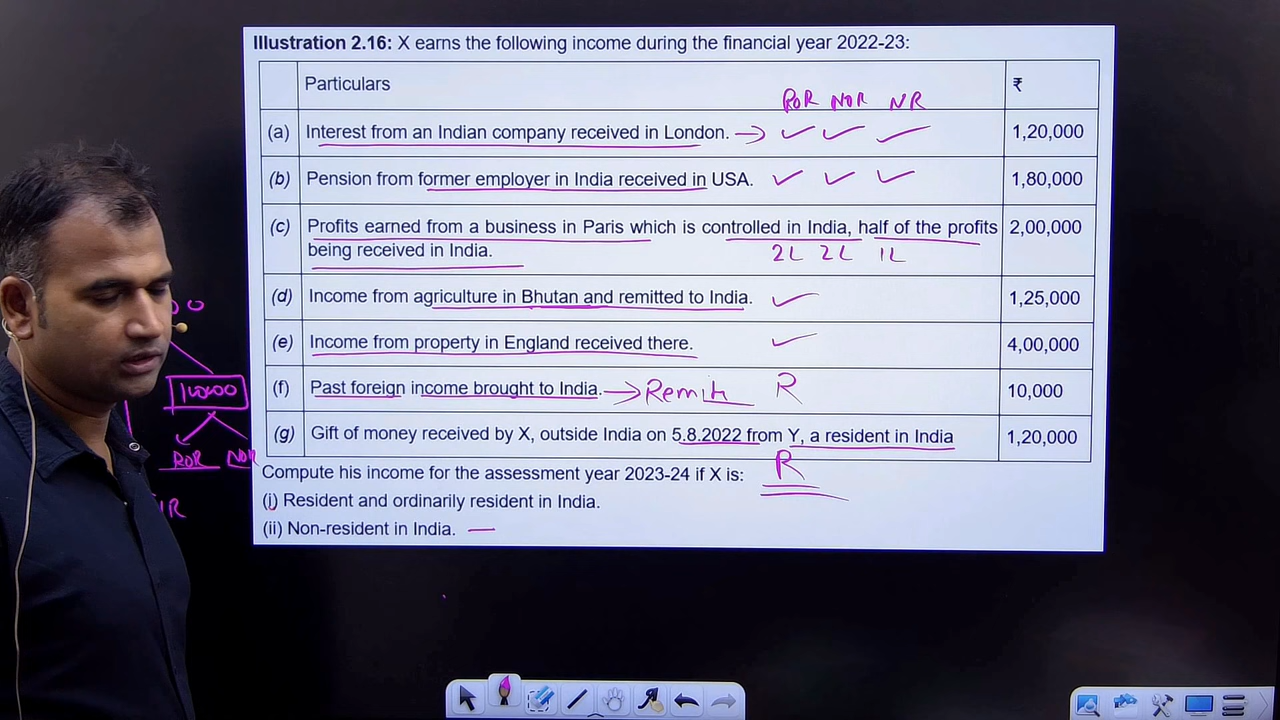 Illustration 2.16: X earns the following income during the financial year 2022-23:
Particulars ₹
ROR NOR NR
(a) Interest from an Indian company received in London. → ✓ ✓ ✓ 1,20,000
(b) Pension from former employer in India received in USA. ✓ ✓ ✓ 1,80,000
(c) Profits earned from a business in Paris which is controlled in India, half of the profits 2,00,000
being received in India. 2L 2L 1L
(d) Income from agriculture in Bhutan and remitted to India. ✓ 1,25,000
(e) Income from property in England received there. ✓ 4,00,000
(f) Past foreign income brought to India. → Remit R 10,000
(g) Gift of money received by X, outside India on 5.8.2022 from Y, a resident in India 1,20,000
R
Compute his income for the assessment year 2023-24 if X is:
(i) Resident and ordinarily resident in India.
(ii) Non-resident in India. —
ROR NOR